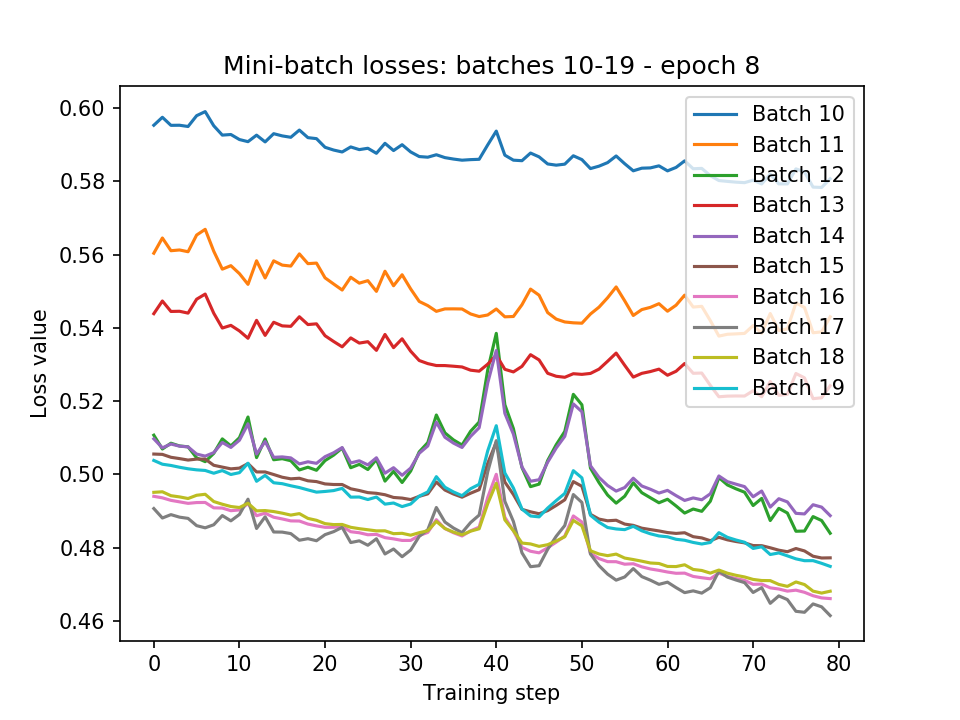 Mini-batch losses: batches 10-19 - epoch 8
Loss value
0.60
0.58
0.56
0.54
0.52
0.50
0.48
0.46
Batch 10
Batch 11
Batch 12
Batch 13
Batch 14
Batch 15
Batch 16
Batch 17
Batch 18
Batch 19
0 10 20 30 40 50 60 70 80
Training step